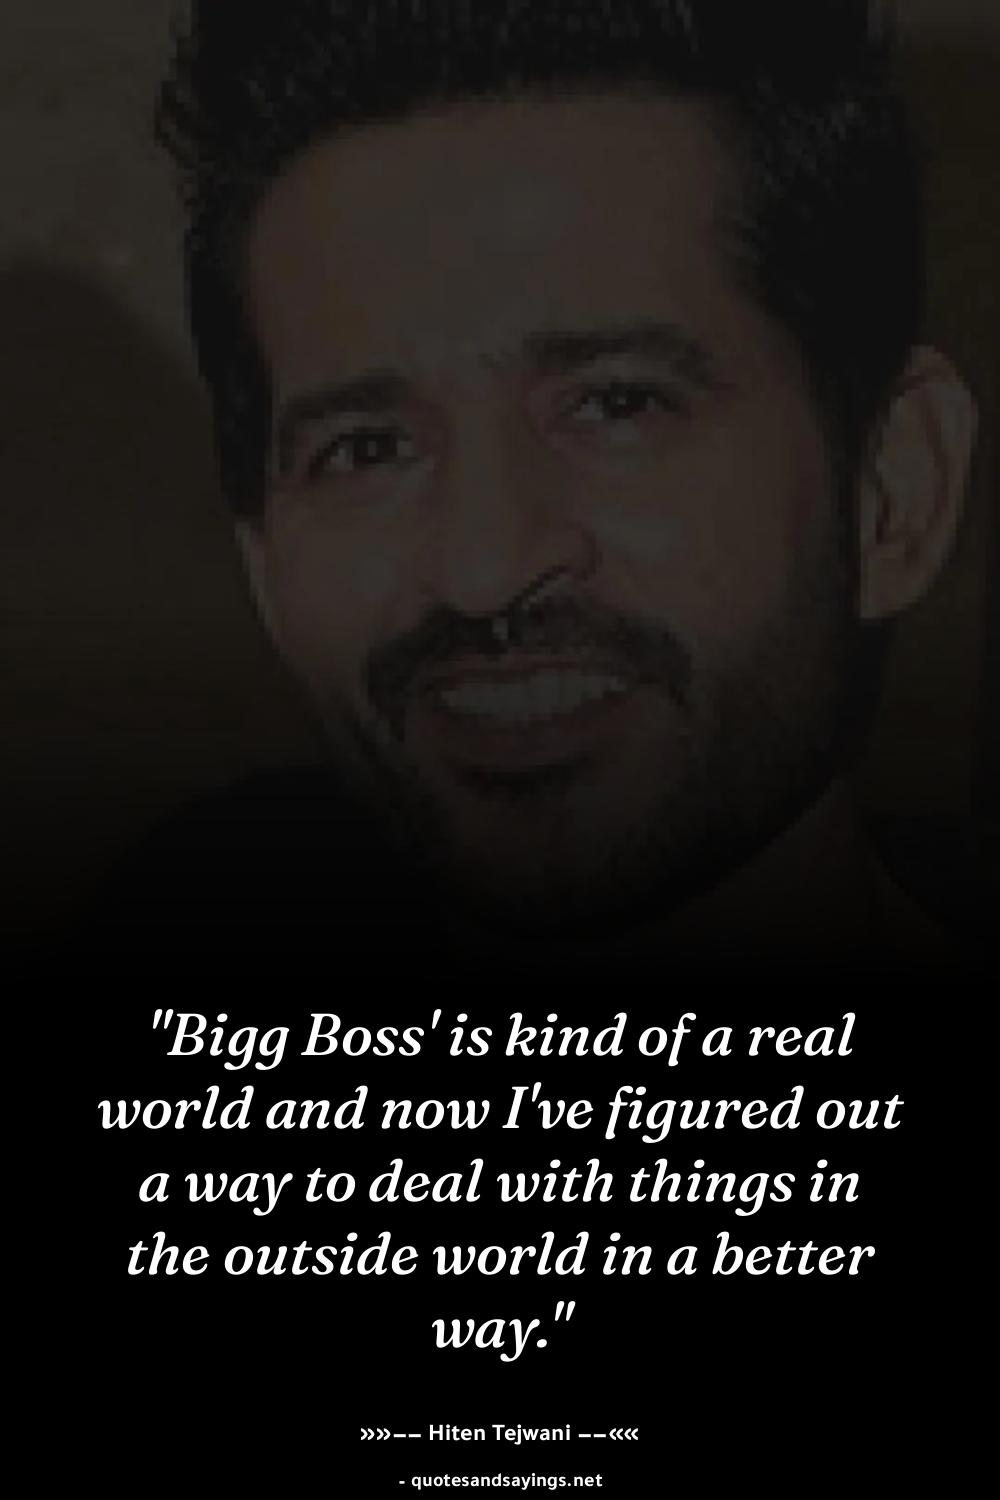 "Bigg Boss' is kind of a real
world and now I've figured out
a way to deal with things in
the outside world in a better
way."
»»–– Hiten Tejwani ––««
- quotesandsayings.net